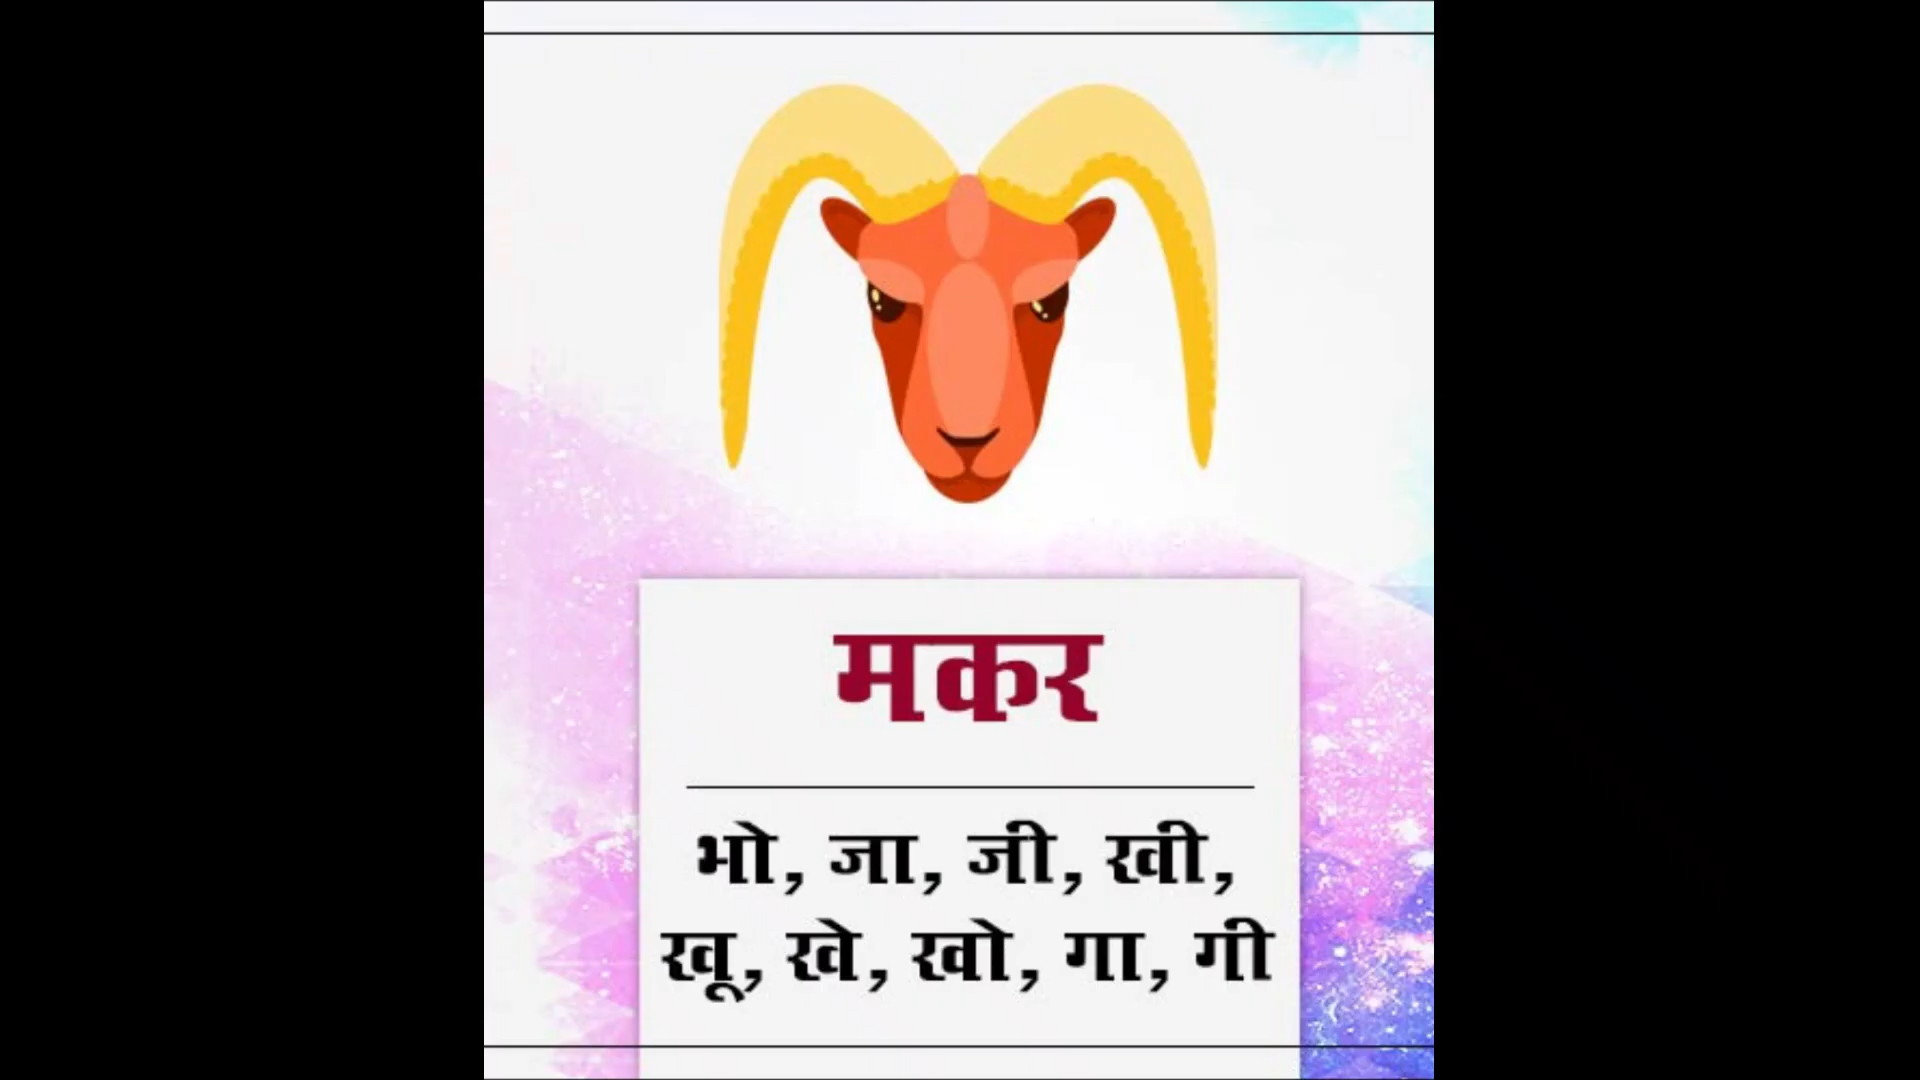 मकर
भो, जा, जी, खी,
खू, खे, खो, गा, गी